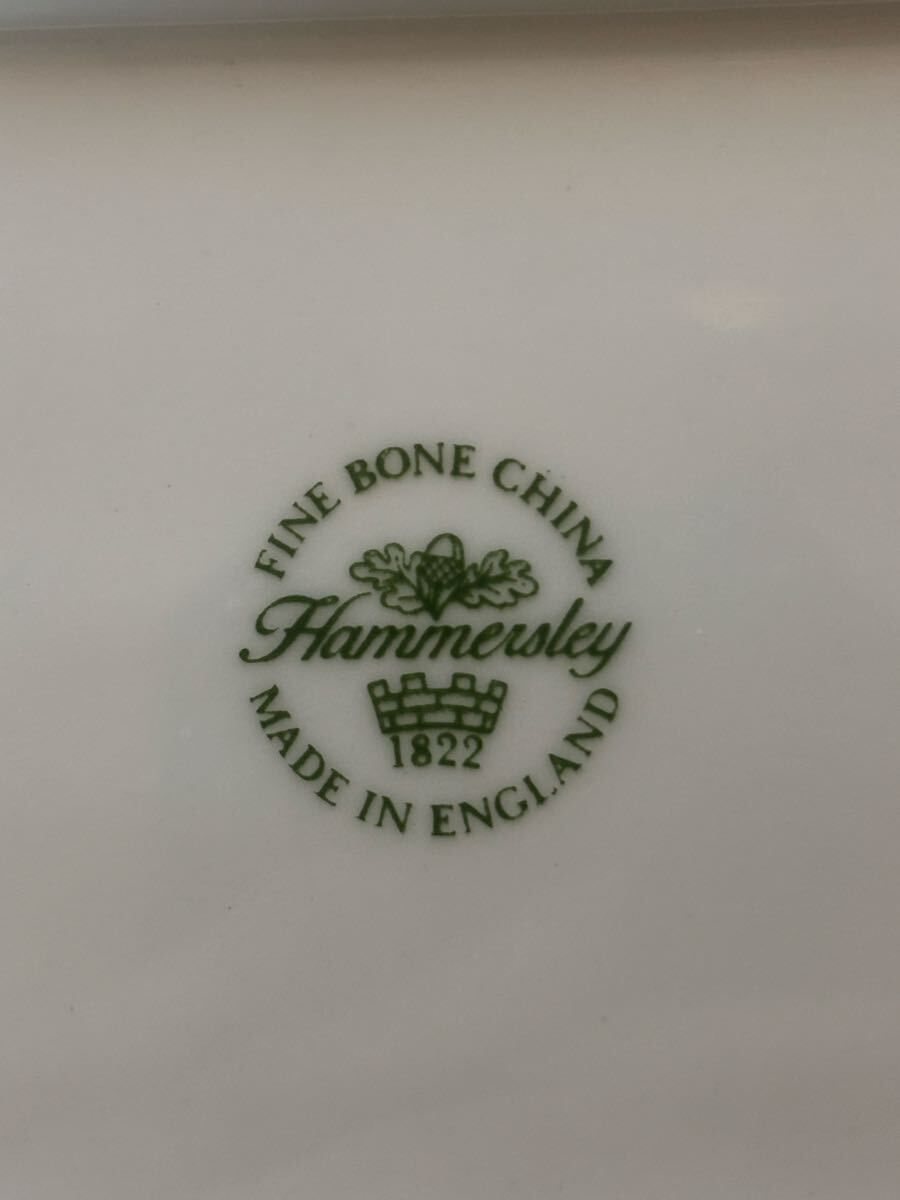 FINE BONE CHINA
Hammersley
1822
MADE IN ENGLAND